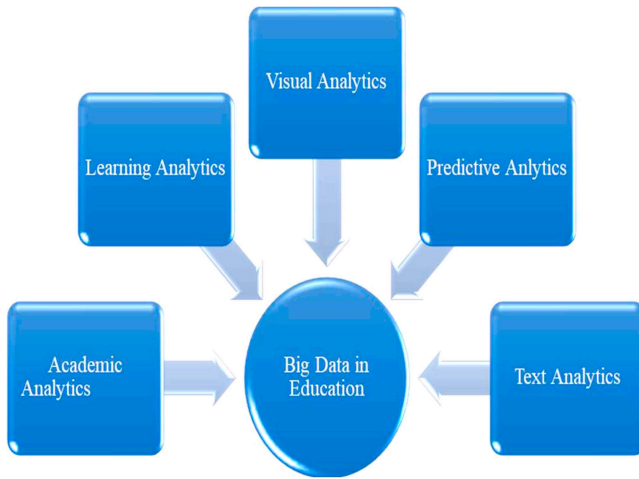 Visual Analytics
Learning Analytics
Predictive Anlytics
Academic
Analytics
Big Data in
Education
Text Analytics